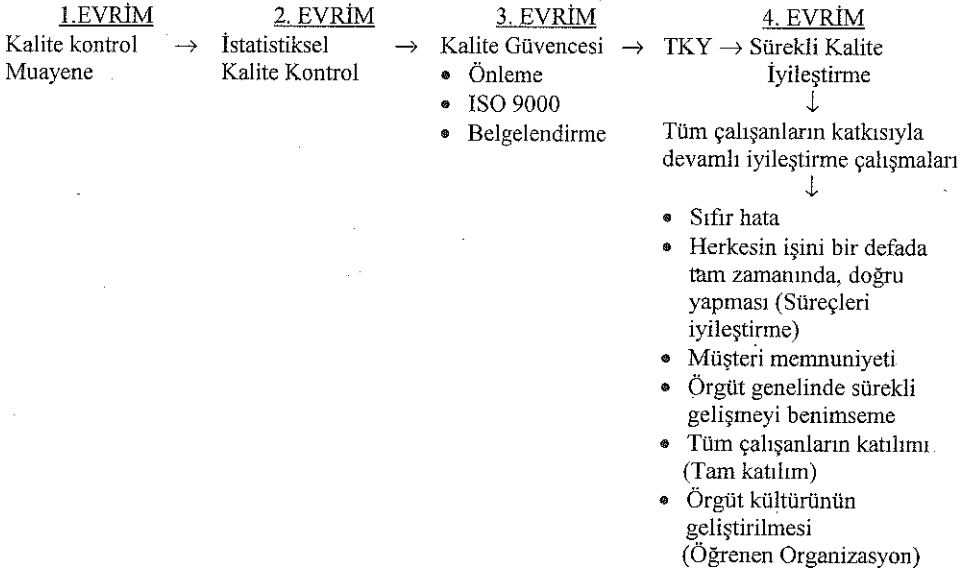 1.EVRİM 2. EVRİM 3. EVRİM 4. EVRİM
Kalite kontrol → İstatistiksel → Kalite Güvencesi → TKY → Sürekli Kalite
Muayene Kalite Kontrol • Önleme İyileştirme
• ISO 9000 ↓
• Belgelendirme Tüm çalışanların katkısıyla
devamlı iyileştirme çalışmaları
↓
• Sıfır hata
• Herkesin işini bir defada
tam zamanında, doğru
yapması (Süreçleri
iyileştirme)
• Müşteri memnuniyeti
• Örgüt genelinde sürekli
gelişmeyi benimseme
• Tüm çalışanların katılımı
(Tam katılım)
• Örgüt kültürünün
geliştirilmesi
(Öğrenen Organizasyon)